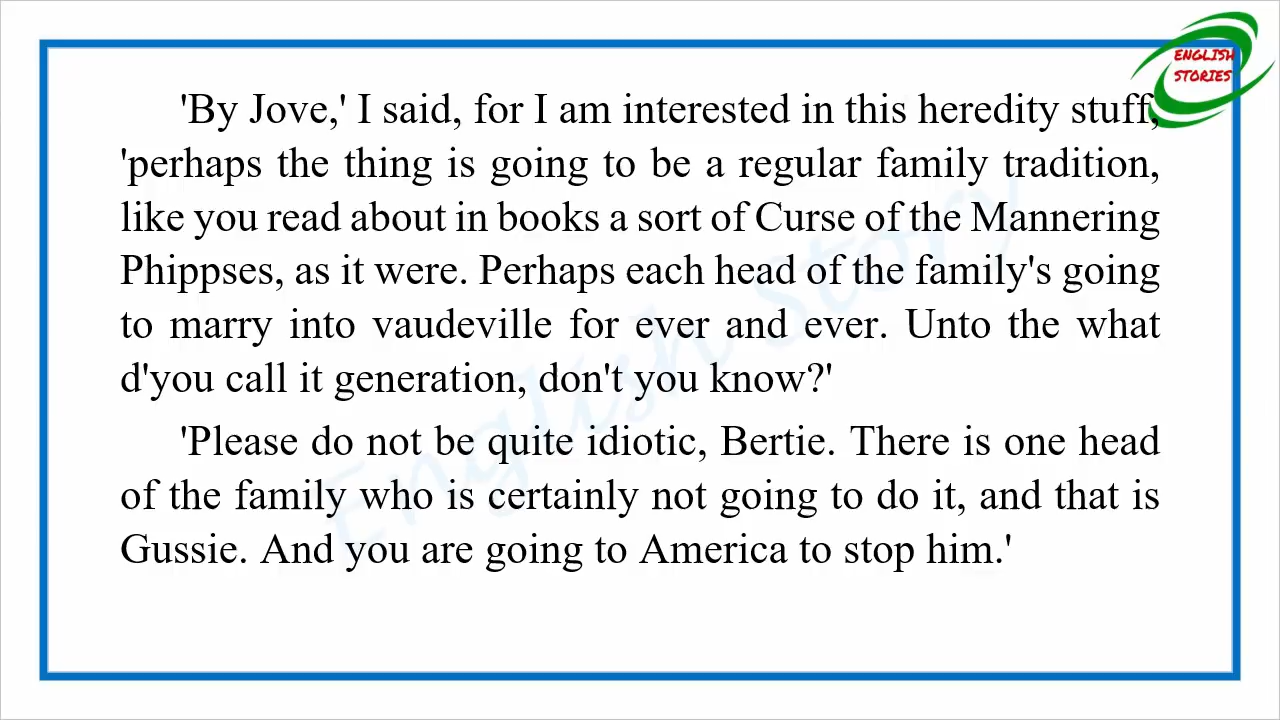 ENGLISH
STORIES
'By Jove,' I said, for I am interested in this heredity stuff,
'perhaps the thing is going to be a regular family tradition,
like you read about in books a sort of Curse of the Mannering
Phippses, as it were. Perhaps each head of the family's going
to marry into vaudeville for ever and ever. Unto the what
d'you call it generation, don't you know?'
'Please do not be quite idiotic, Bertie. There is one head
of the family who is certainly not going to do it, and that is
Gussie. And you are going to America to stop him.'
English Story